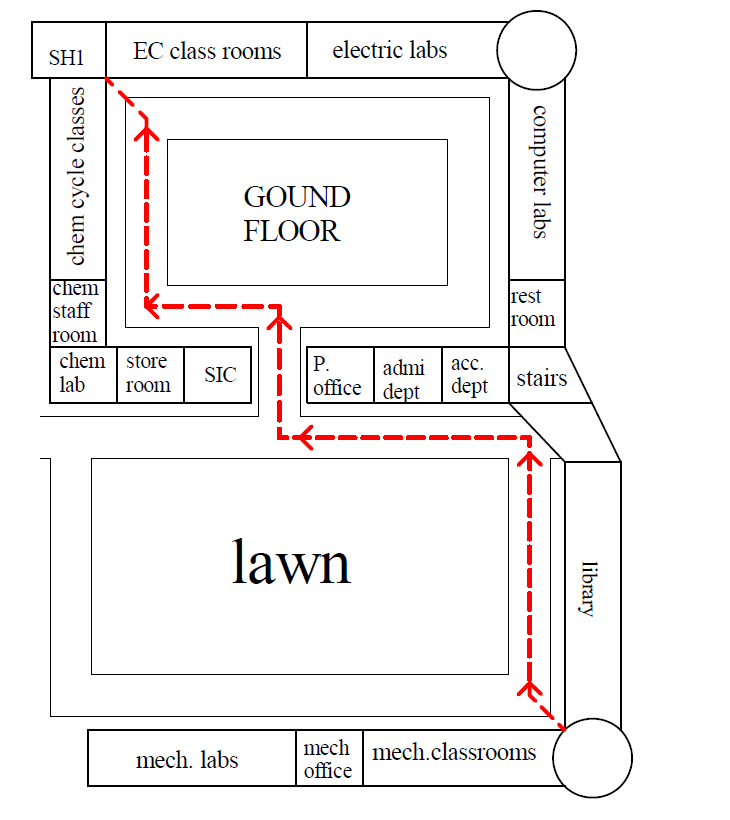 SH1
EC class rooms
electric labs
chem cycle classes
computer labs
GOUND
FLOOR
chem
staff
room
rest
room
chem
lab
store
room
SIC
P.
office
admi
dept
acc.
dept
stairs
lawn
library
mech. labs
mech
office
mech.classrooms